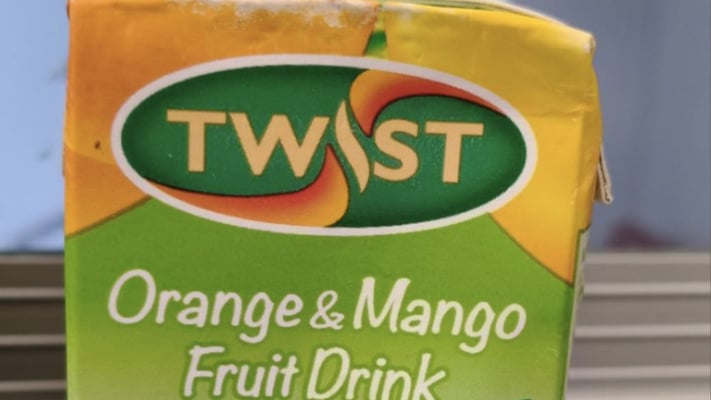 TWIST
Orange & Mango
Fruit Drink